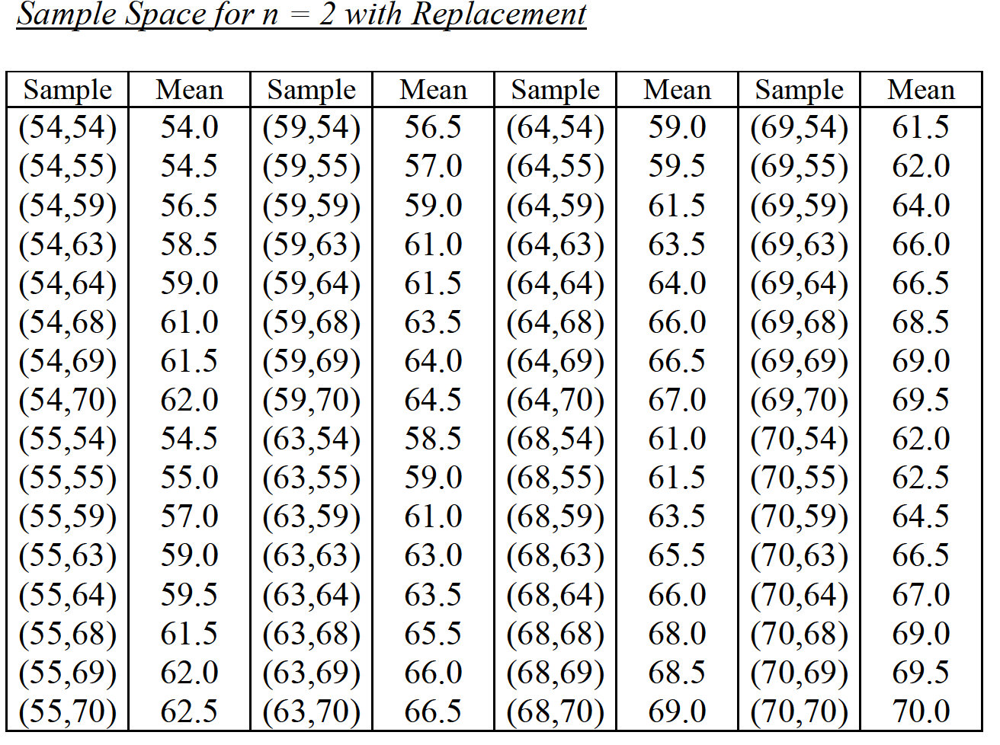 Sample Space for n = 2 with Replacement
Sample Mean Sample Mean Sample Mean Sample Mean
(54,54) 54.0 (59,54) 56.5 (64,54) 59.0 (69,54) 61.5
(54,55) 54.5 (59,55) 57.0 (64,55) 59.5 (69,55) 62.0
(54,59) 56.5 (59,59) 59.0 (64,59) 61.5 (69,59) 64.0
(54,63) 58.5 (59,63) 61.0 (64,63) 63.5 (69,63) 66.0
(54,64) 59.0 (59,64) 61.5 (64,64) 64.0 (69,64) 66.5
(54,68) 61.0 (59,68) 63.5 (64,68) 66.0 (69,68) 68.5
(54,69) 61.5 (59,69) 64.0 (64,69) 66.5 (69,69) 69.0
(54,70) 62.0 (59,70) 64.5 (64,70) 67.0 (69,70) 69.5
(55,54) 54.5 (63,54) 58.5 (68,54) 61.0 (70,54) 62.0
(55,55) 55.0 (63,55) 59.0 (68,55) 61.5 (70,55) 62.5
(55,59) 57.0 (63,59) 61.0 (68,59) 63.5 (70,59) 64.5
(55,63) 59.0 (63,63) 63.0 (68,63) 65.5 (70,63) 66.5
(55,64) 59.5 (63,64) 63.5 (68,64) 66.0 (70,64) 67.0
(55,68) 61.5 (63,68) 65.5 (68,68) 68.0 (70,68) 69.0
(55,69) 62.0 (63,69) 66.0 (68,69) 68.5 (70,69) 69.5
(55,70) 62.5 (63,70) 66.5 (68,70) 69.0 (70,70) 70.0